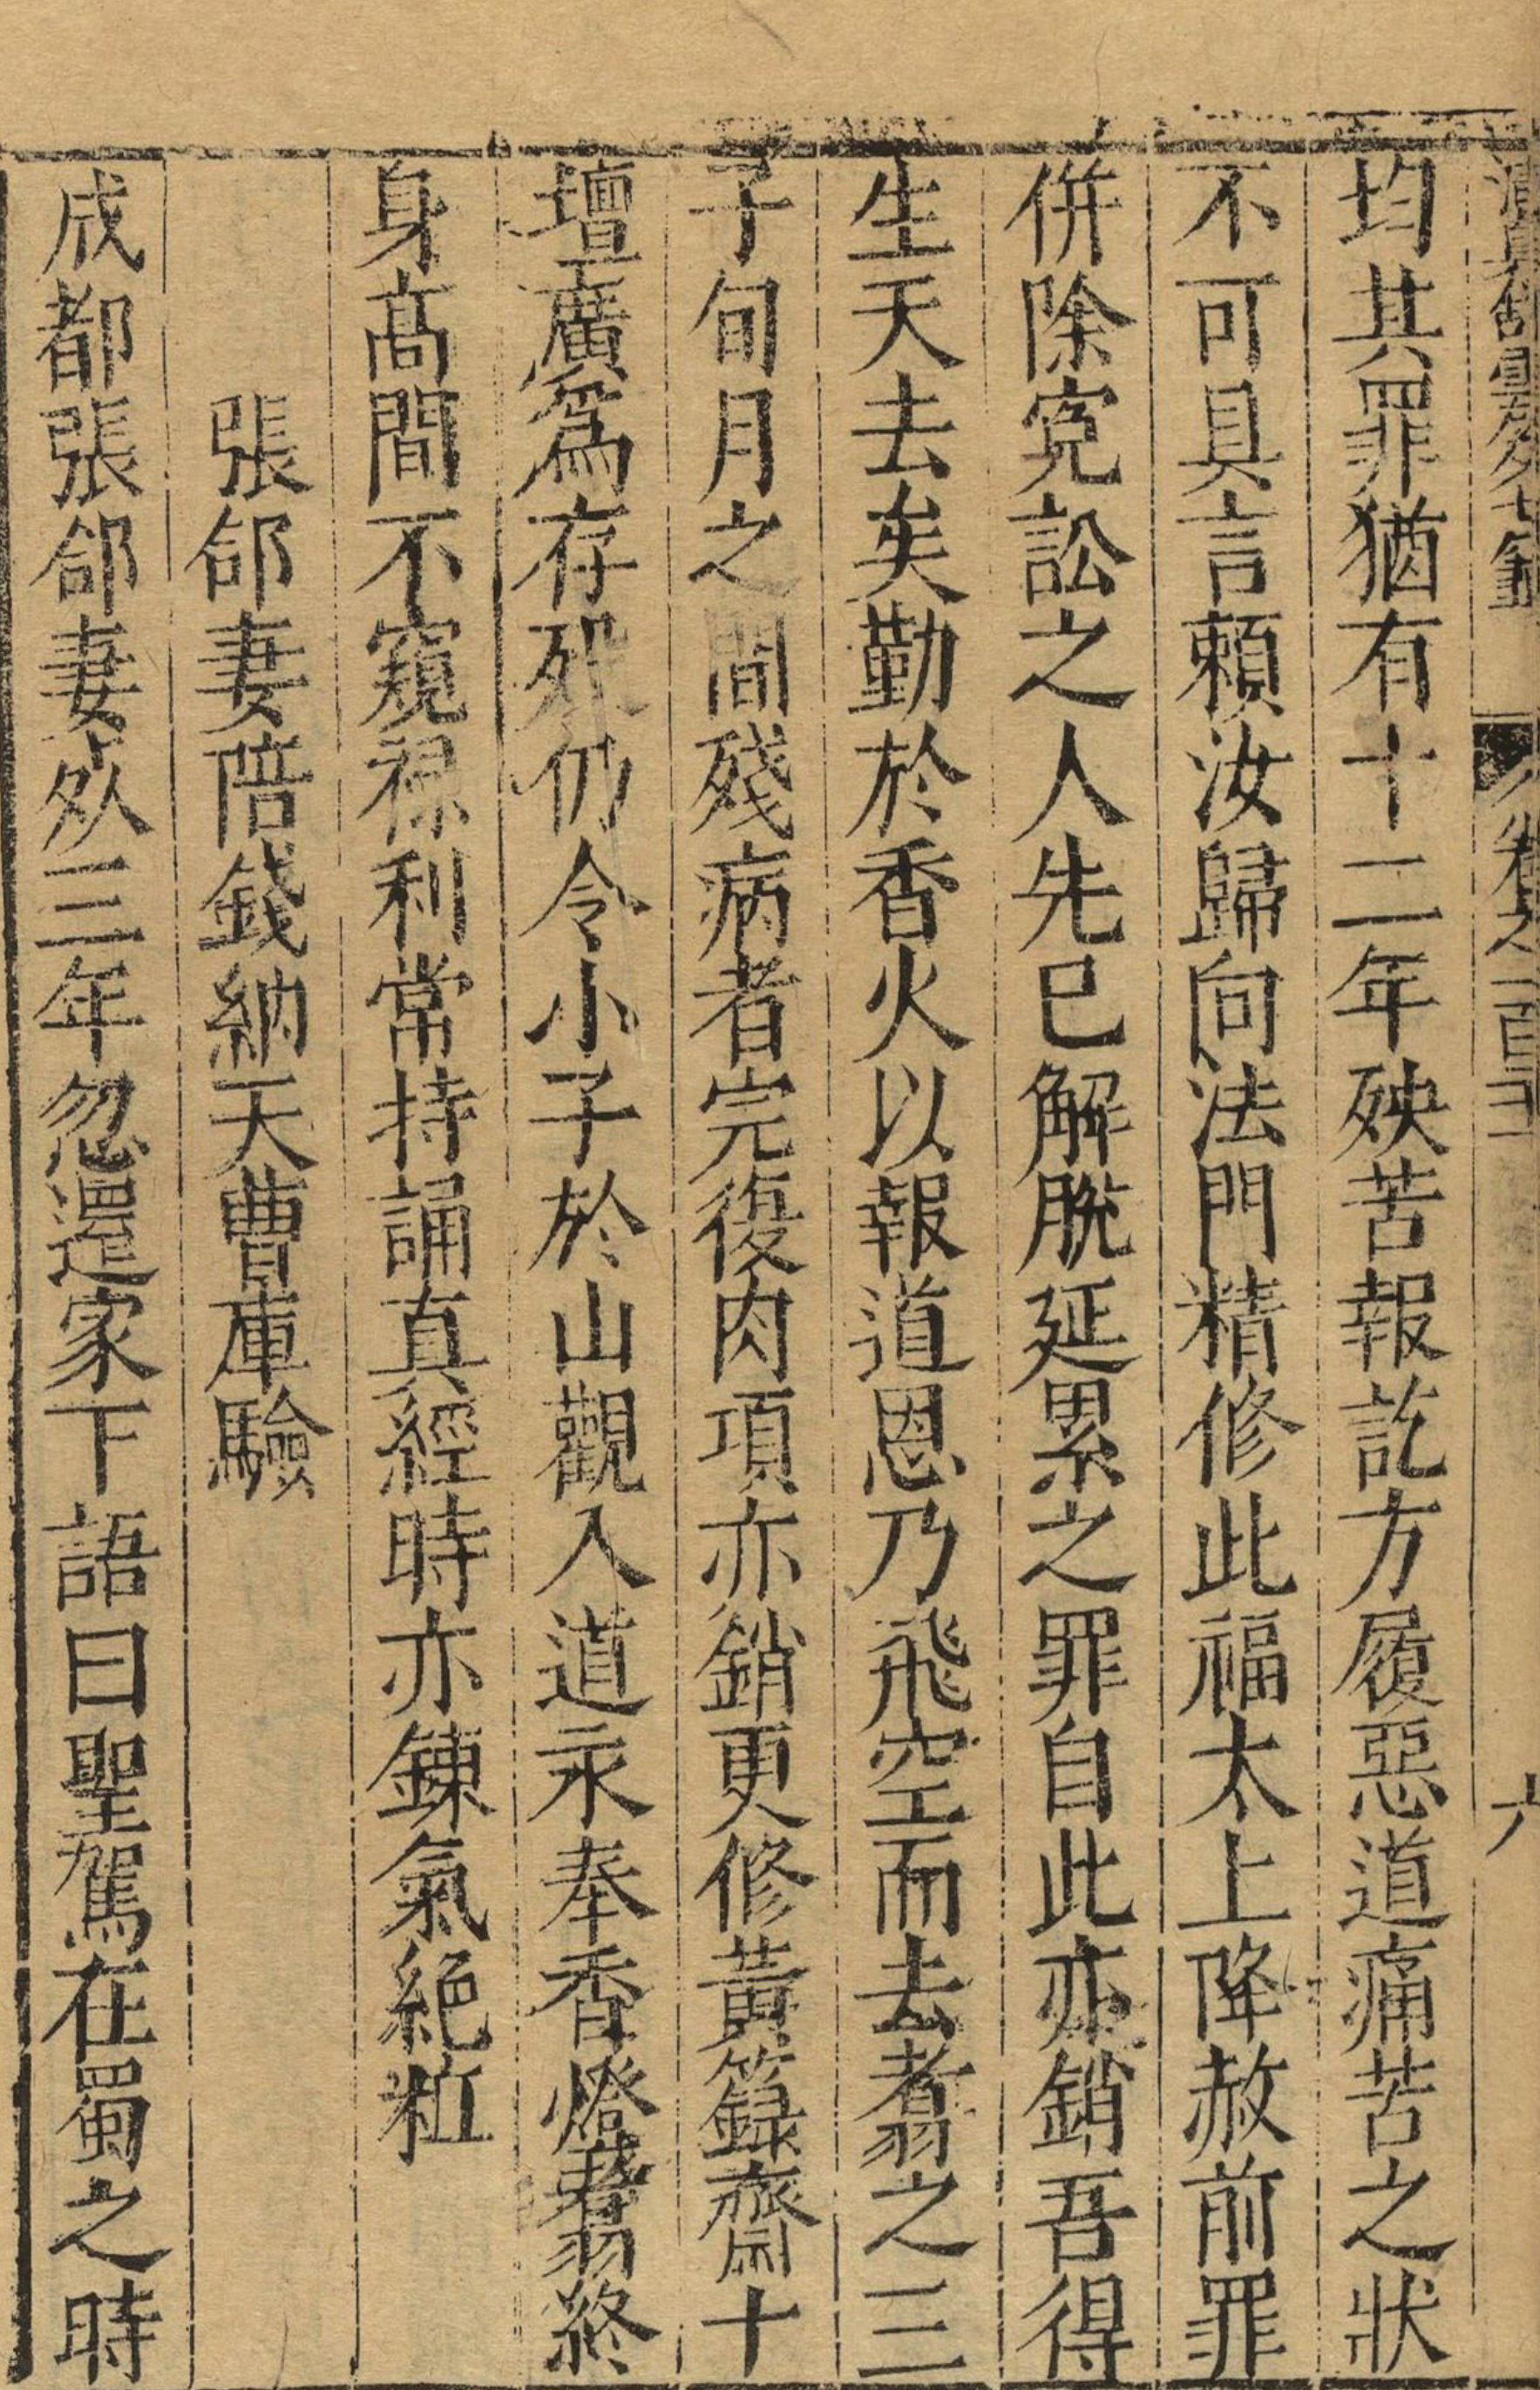 均其罪猶有十二年殃苦報訖方履惡道痛苦之狀
不可具言賴汝歸向法門精修此福太上降赦前罪
併除寃訟之人先巳解脫延累之罪自此亦銷吾得
生天去矣勤於香火以報道恩乃飛空而去翥之三
子旬月之間殘病者完復肉項亦銷更修黃籙齋十
壇廣爲存歿仍令小子於山觀入道永奉香燈翥終
身高閒不窺祿利常持誦真經時亦鍊氣絕粒
張郃妻陪錢納天曹庫驗
成都張郃妻死三年忽還家下語曰聖駕在蜀之時